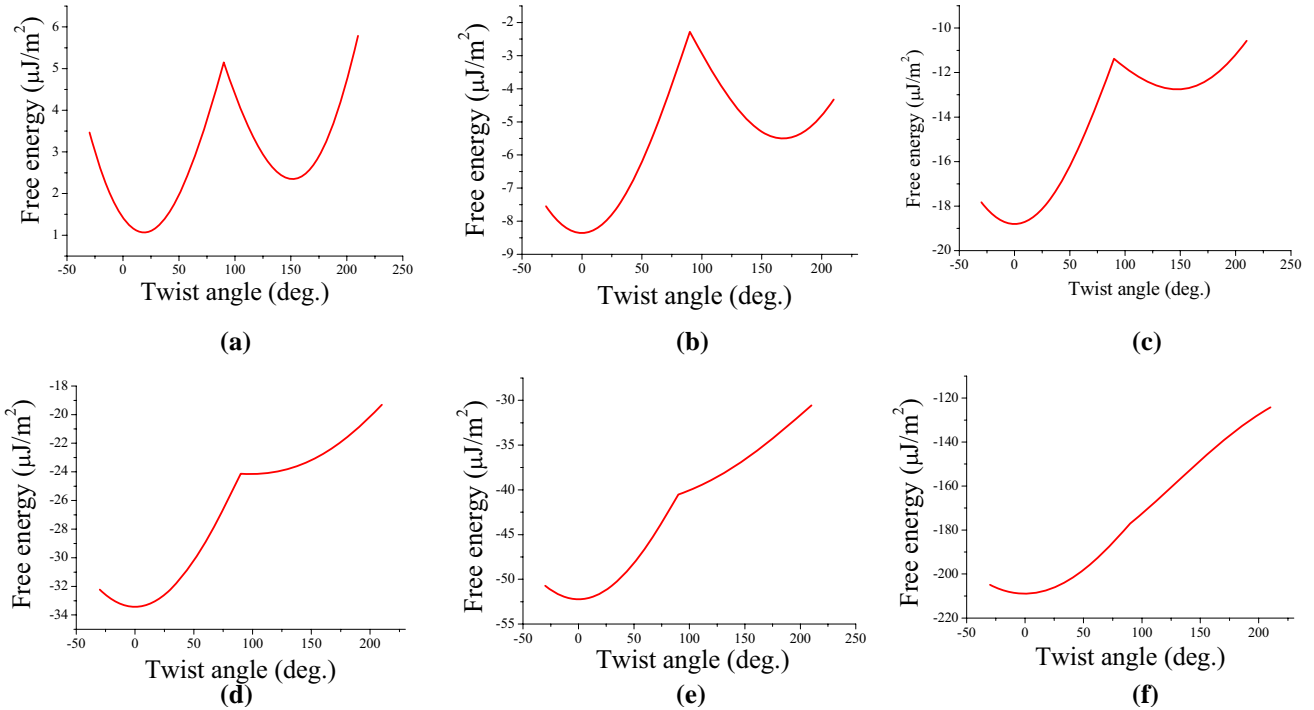 Free energy (μJ/m²)
6
5
4
3
2
1
-50 0 50 100 150 200 250
Twist angle (deg.)
(a)
Free energy (μJ/m²)
-2
-3
-4
-5
-6
-7
-8
-9
-50 0 50 100 150 200
Twist angle (deg.)
(b)
Free energy (μJ/m²)
-10
-12
-14
-16
-18
-20
-50 0 50 100 150 200 250
Twist angle (deg.)
(c)
Free energy (μJ/m²)
-18
-20
-22
-24
-26
-28
-30
-32
-34
-50 0 50 100 150 200
Twist angle (deg.)
(d)
Free energy (μJ/m²)
-30
-35
-40
-45
-50
-55
-50 0 50 100 150 200 250
Twist angle (deg.)
(e)
Free energy (μJ/m²)
-120
-140
-160
-180
-200
-220
-50 0 50 100 150 200
Twist angle (deg.)
(f)